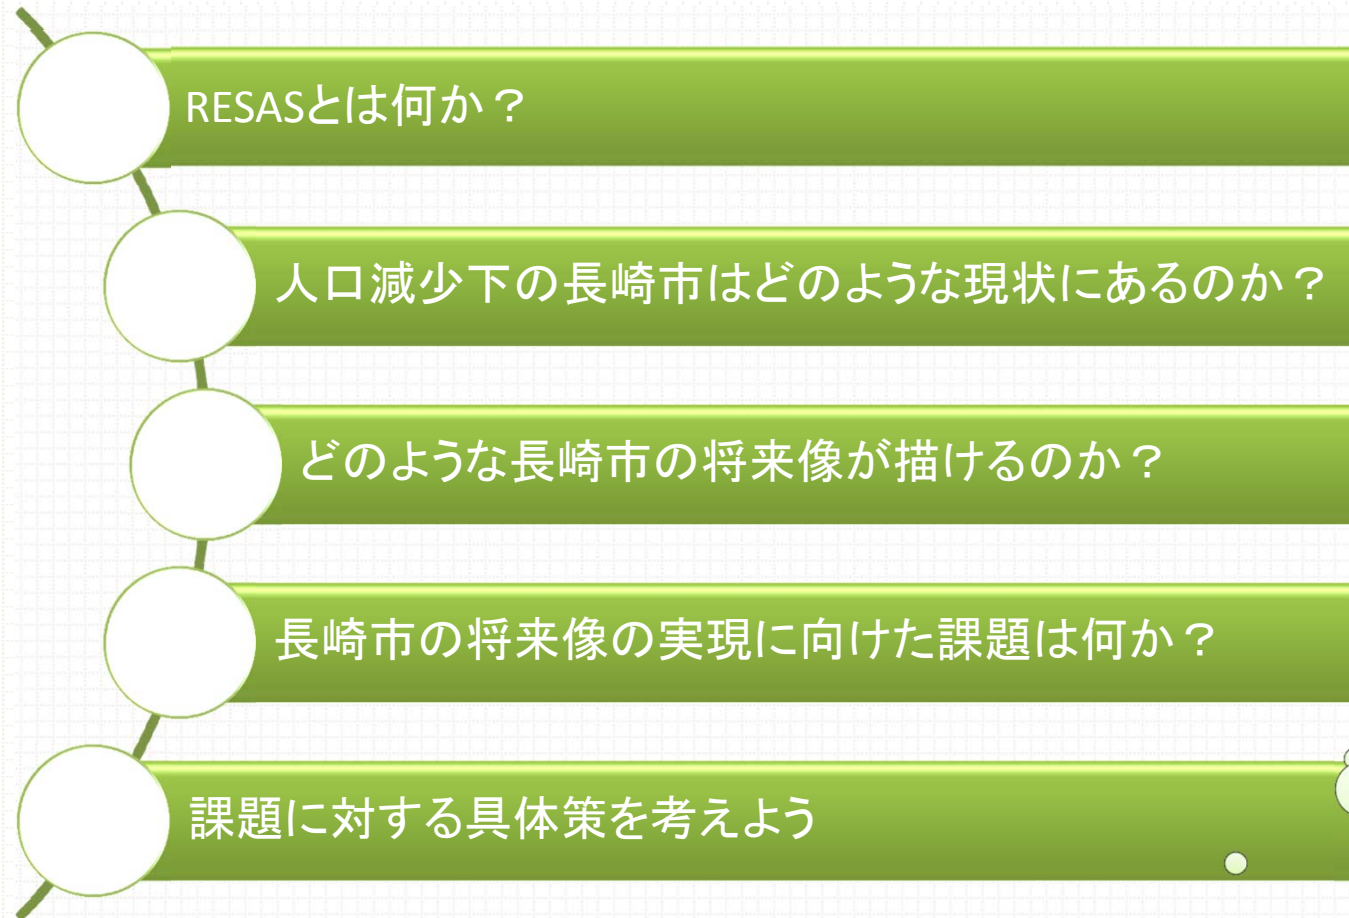 RESASとは何か？
人口減少下の長崎市はどのような現状にあるのか？
どのような長崎市の将来像が描けるのか？
長崎市の将来像の実現に向けた課題は何か？
課題に対する具体策を考えよう